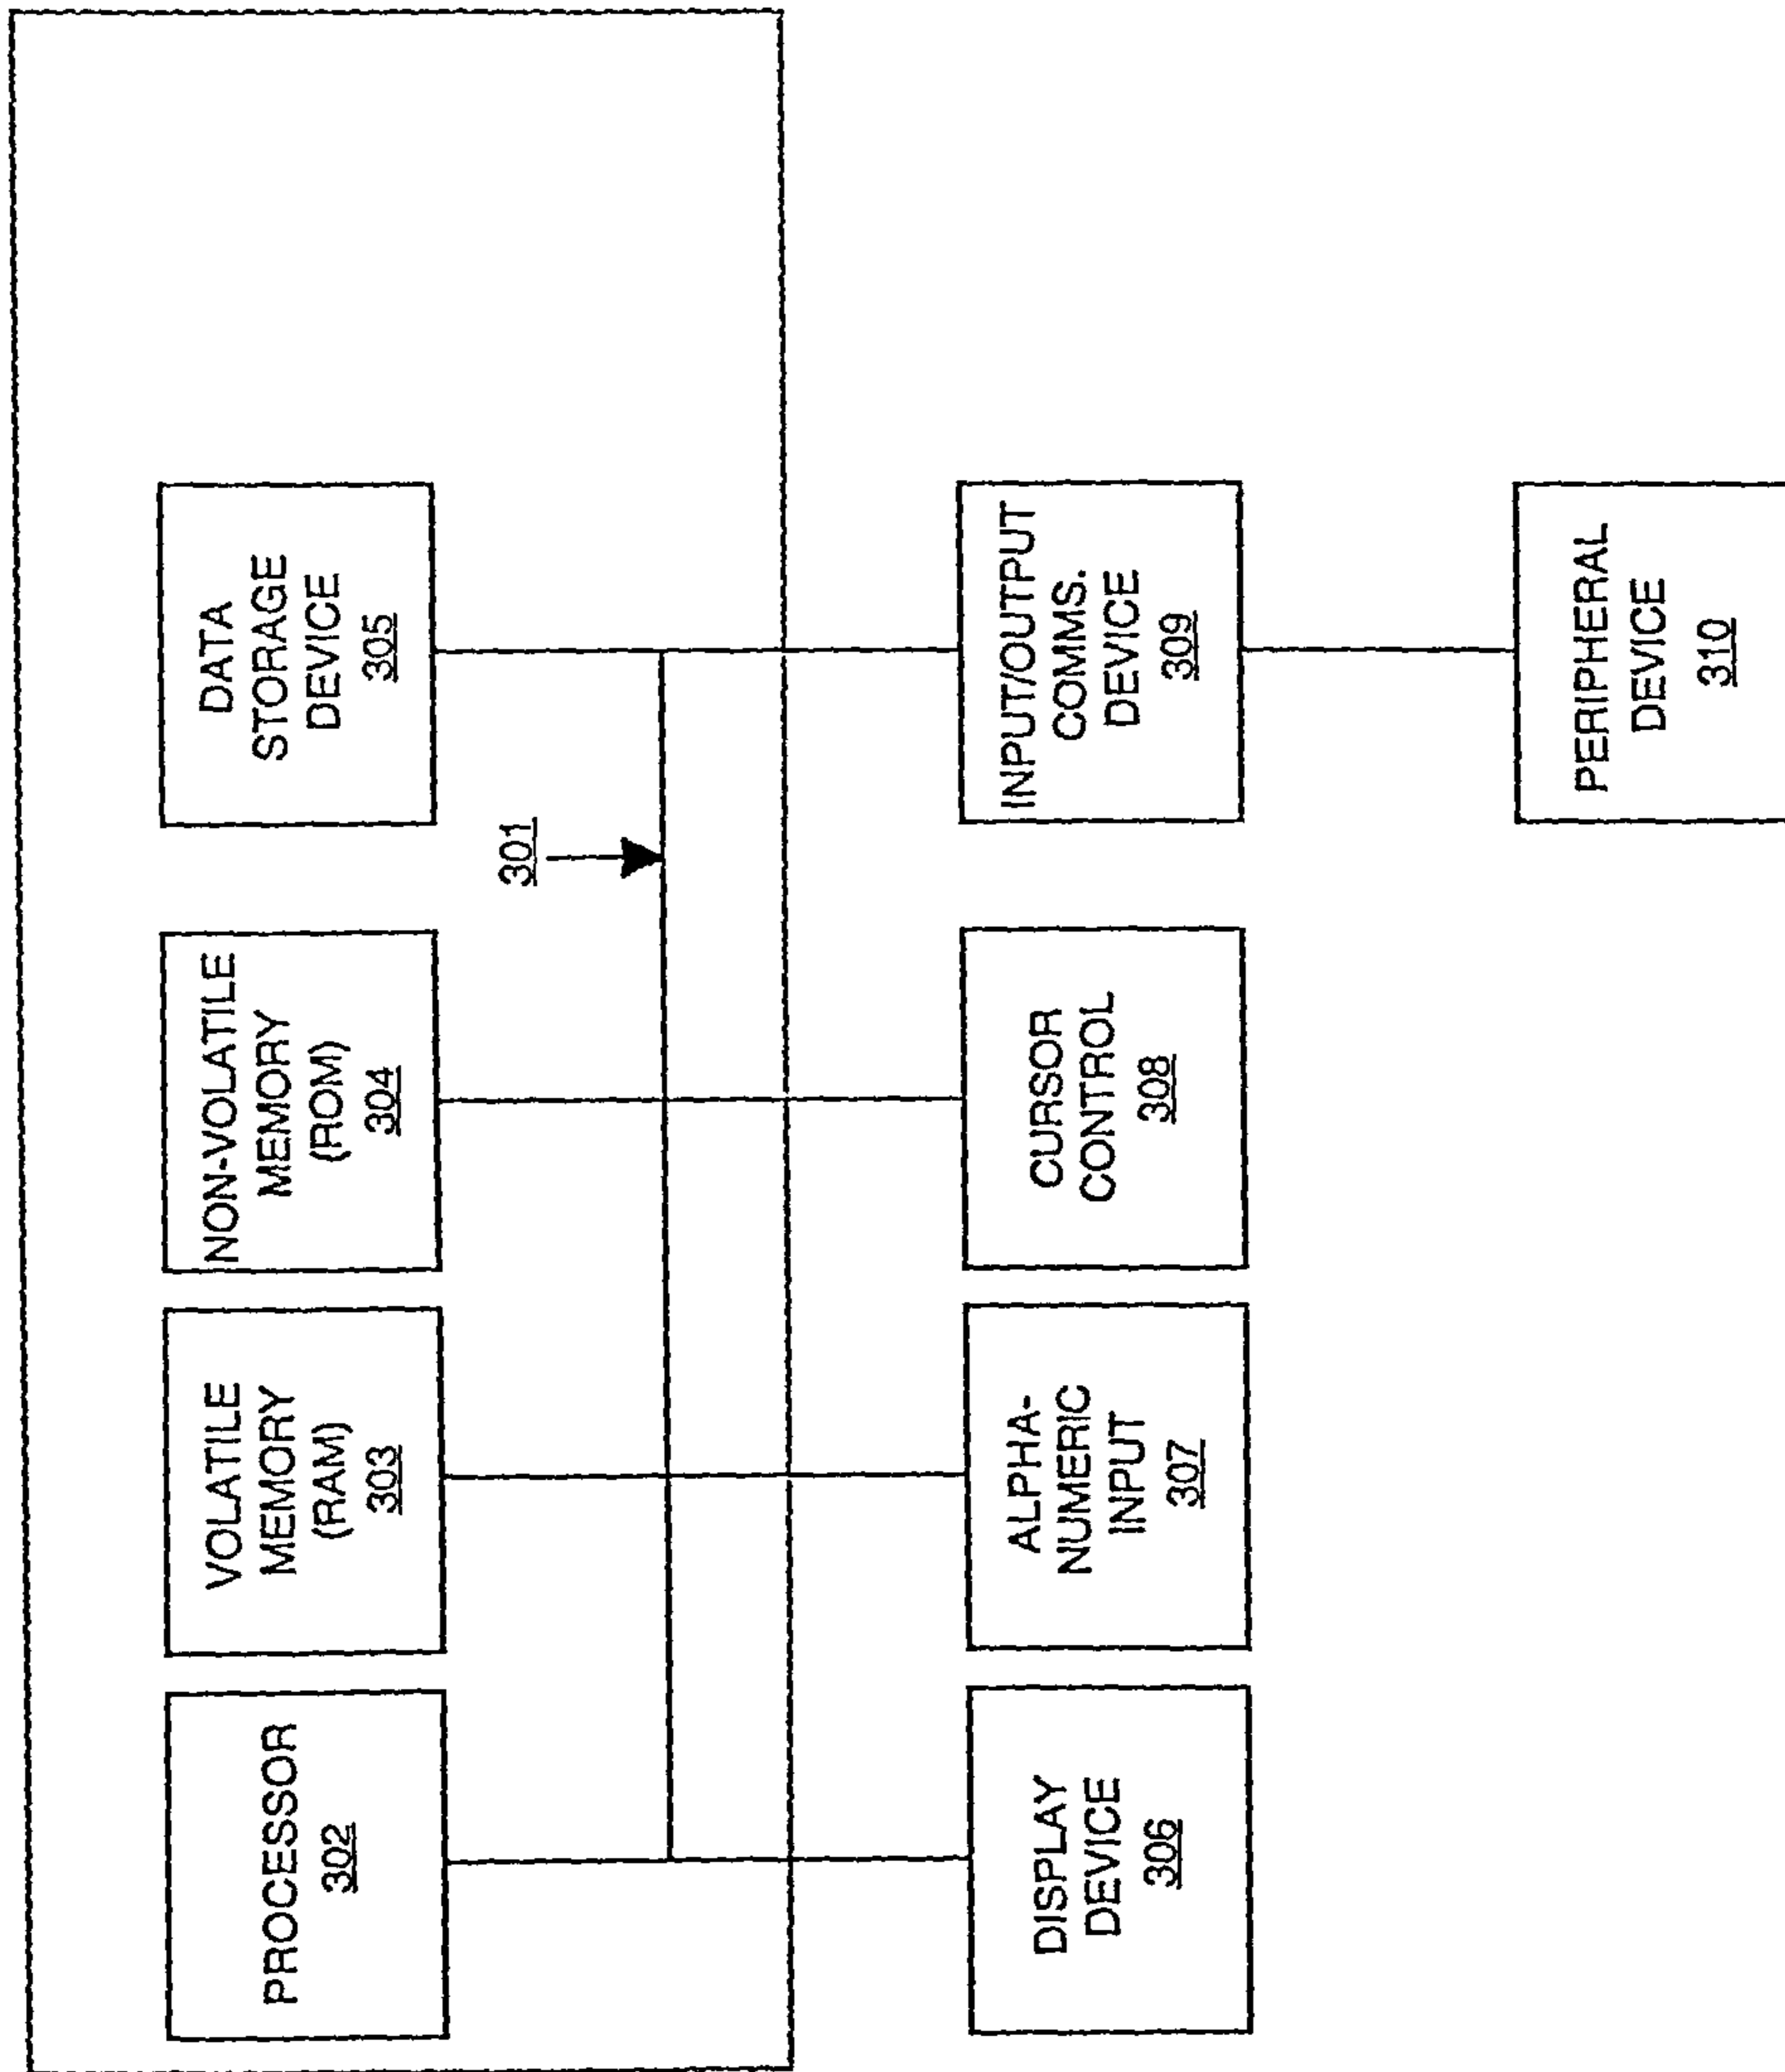 PROCESSOR
302
VOLATILE
MEMORY
(RAM)
303
NON-VOLATILE
MEMORY
(ROM)
304
DATA
STORAGE
DEVICE
305
301
DISPLAY
DEVICE
306
ALPHA-
NUMERIC
INPUT
307
CURSOR
CONTROL
308
INPUT/OUTPUT
COMMS.
DEVICE
309
PERIPHERAL
DEVICE
310